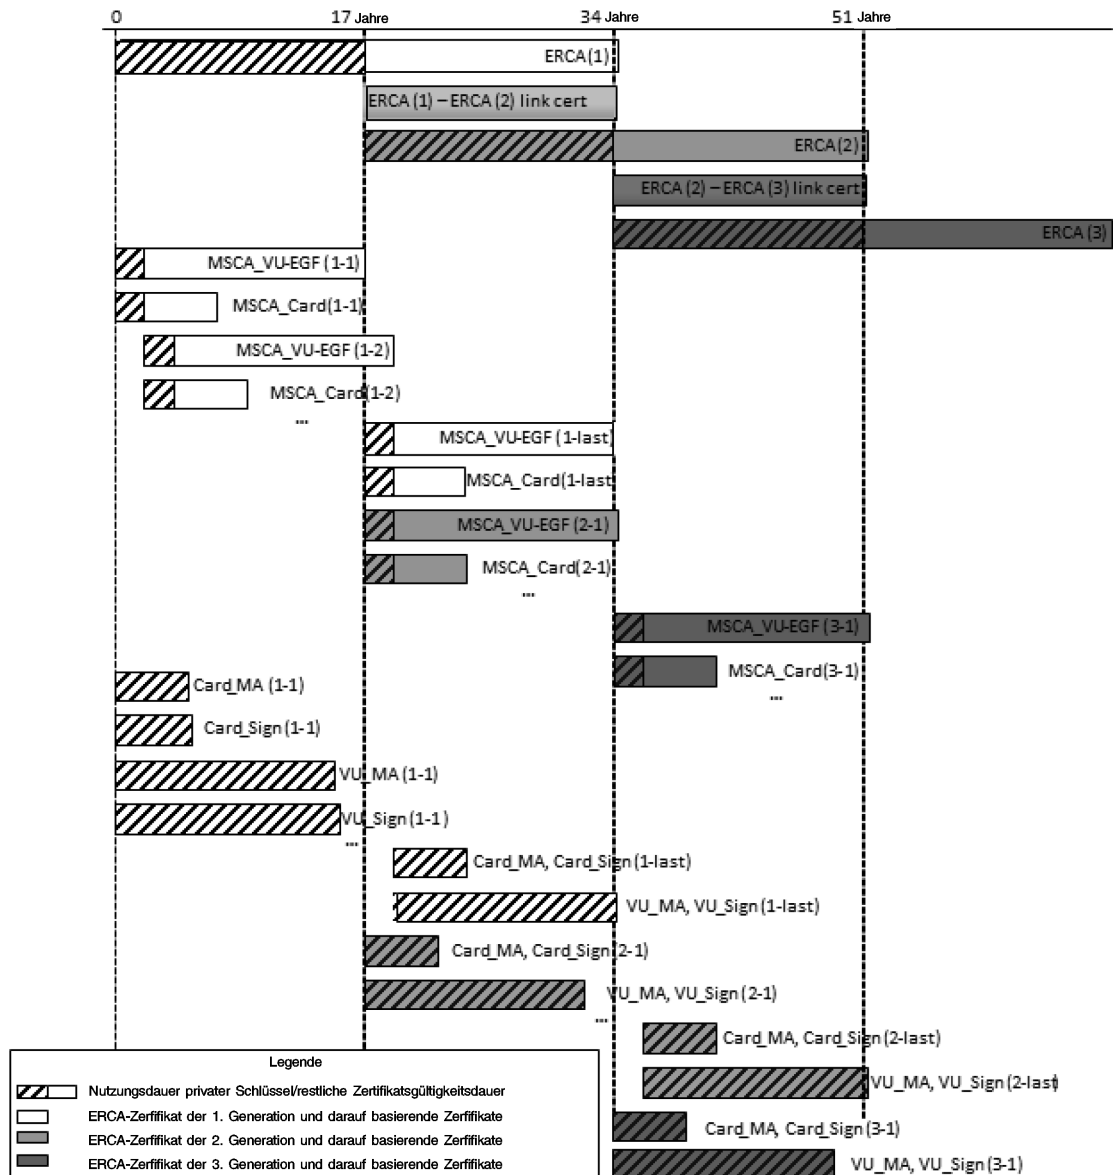 0 17 Jahre 34 Jahre 51 Jahre
ERCA (1)
ERCA (1) – ERCA (2) link cert
ERCA (2)
ERCA (2) – ERCA (3) link cert
ERCA (3)
MSCA_VU-EGF (1-1)
MSCA_Card(1-1)
MSCA_VU-EGF (1-2)
MSCA_Card(1-2)
...
MSCA_VU-EGF (1-last)
MSCA_Card(1-last
MSCA_VU-EGF (2-1)
MSCA_Card(2-1)
...
MSCA_VU-EGF (3-1)
MSCA_Card(3-1)
...
Card_MA (1-1)
Card_Sign (1-1)
VU_MA (1-1)
VU_Sign (1-1)
...
Card_MA, Card_Sign (1-last)
VU_MA, VU_Sign (1-last)
Card_MA, Card_Sign (2-1)
VU_MA, VU_Sign (2-1)
...
Card_MA, Card_Sign (2-last)
VU_MA, VU_Sign (2-last)
Card_MA, Card_Sign (3-1)
VU_MA, VU_Sign (3-1)
Legende
Nutzungsdauer privater Schlüssel/restliche Zertifikatsgültigkeitsdauer
ERCA-Zerfifikat der 1. Generation und darauf basierende Zerfifikate
ERCA-Zerfifikat der 2. Generation und darauf basierende Zerfifikate
ERCA-Zerfifikat der 3. Generation und darauf basierende Zerfifikate